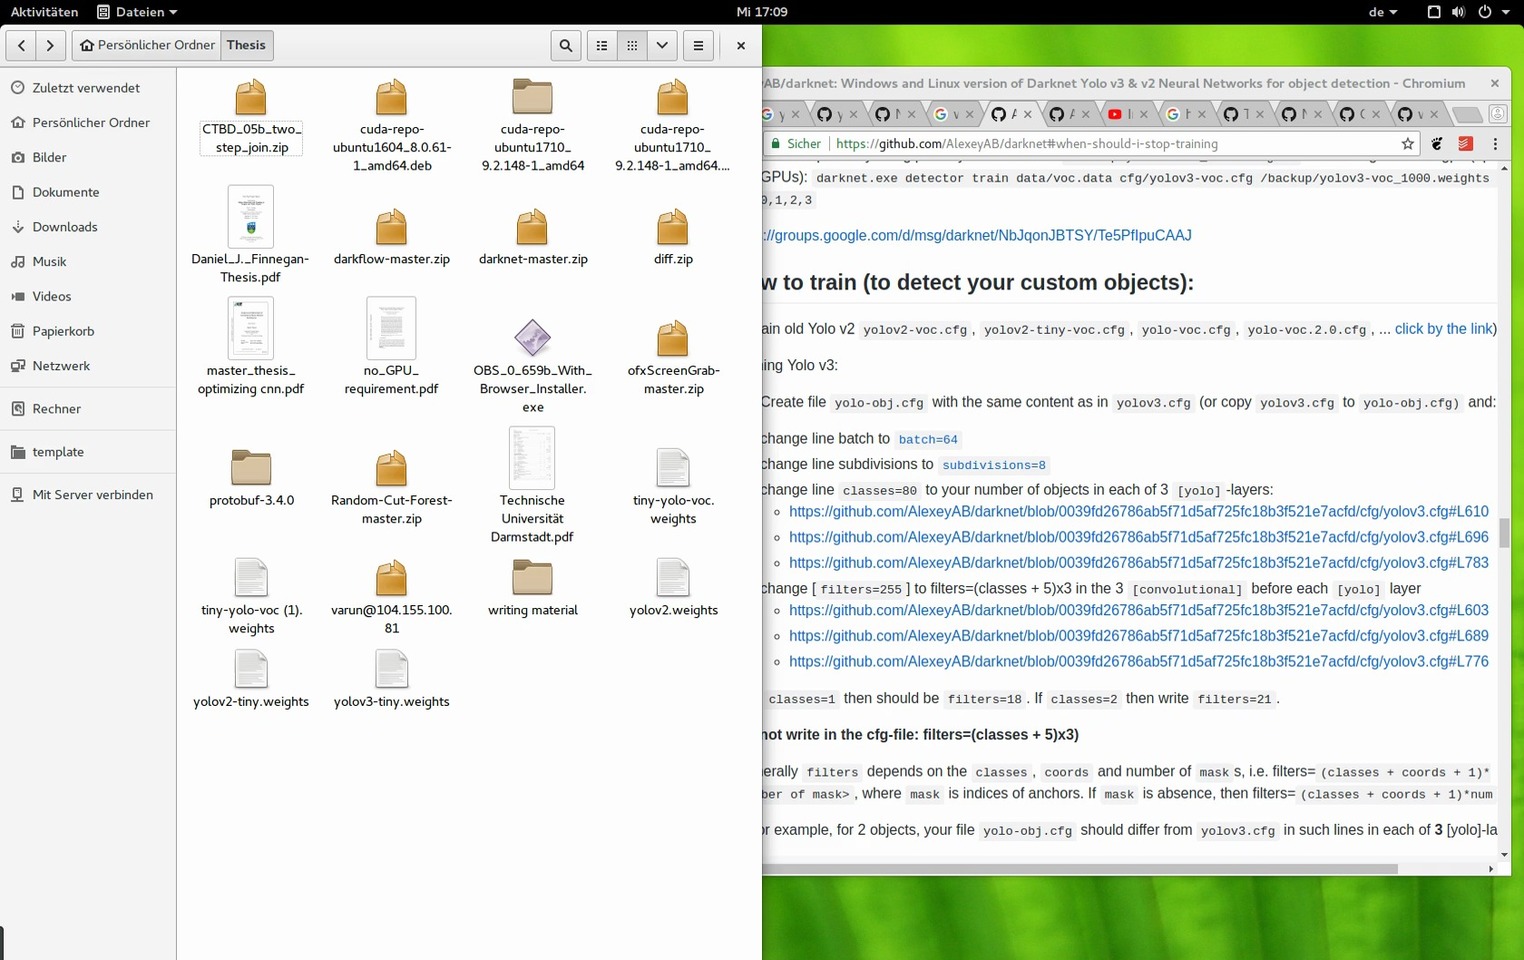 Aktivitäten
Dateien
Mi 17:09
de
Persönlicher Ordner
Thesis
Zuletzt verwendet
Persönlicher Ordner
Bilder
Dokumente
Downloads
Musik
Videos
Papierkorb
Netzwerk
Rechner
template
Mit Server verbinden
CTBD_05b_two_
step_join.zip
cuda-repo-
ubuntu1604_8.0.61-
1_amd64.deb
cuda-repo-
ubuntu1710_
9.2.148-1_amd64
cuda-repo-
ubuntu1710_
9.2.148-1_amd64....
Daniel_J._Finnegan-
Thesis.pdf
darkflow-master.zip
darknet-master.zip
diff.zip
master_thesis_
optimizing cnn.pdf
no_GPU_
requirement.pdf
OBS_0_659b_With_
Browser_Installer.
exe
ofxScreenGrab-
master.zip
protobuf-3.4.0
Random-Cut-Forest-
master.zip
Technische
Universität
Darmstadt.pdf
tiny-yolo-voc.
weights
tiny-yolo-voc (1).
weights
varun@104.155.100.
81
writing material
yolov2.weights
yolov2-tiny.weights
yolov3-tiny.weights
AB/darknet: Windows and Linux version of Darknet Yolo v3 & v2 Neural Networks for object detection - Chromium
Sicher
https://github.com/AlexeyAB/darknet#when-should-i-stop-training
GPUs): darknet.exe detector train data/voc.data cfg/yolov3-voc.cfg /backup/yolov3-voc_1000.weights
0,1,2,3
://groups.google.com/d/msg/darknet/NbJqonJBTSY/Te5PfIpuCAAJ
w to train (to detect your custom objects):
ain old Yolo v2 yolov2-voc.cfg, yolov2-tiny-voc.cfg, yolo-voc.cfg, yolo-voc.2.0.cfg, ... click by the link)
ing Yolo v3:
Create file yolo-obj.cfg with the same content as in yolov3.cfg (or copy yolov3.cfg to yolo-obj.cfg) and:
change line batch to batch=64
change line subdivisions to subdivisions=8
change line classes=80 to your number of objects in each of 3 [yolo]-layers:
https://github.com/AlexeyAB/darknet/blob/0039fd26786ab5f71d5af725fc18b3f521e7acfd/cfg/yolov3.cfg#L610
https://github.com/AlexeyAB/darknet/blob/0039fd26786ab5f71d5af725fc18b3f521e7acfd/cfg/yolov3.cfg#L696
https://github.com/AlexeyAB/darknet/blob/0039fd26786ab5f71d5af725fc18b3f521e7acfd/cfg/yolov3.cfg#L783
change [filters=255] to filters=(classes + 5)x3 in the 3 [convolutional] before each [yolo] layer
https://github.com/AlexeyAB/darknet/blob/0039fd26786ab5f71d5af725fc18b3f521e7acfd/cfg/yolov3.cfg#L603
https://github.com/AlexeyAB/darknet/blob/0039fd26786ab5f71d5af725fc18b3f521e7acfd/cfg/yolov3.cfg#L689
https://github.com/AlexeyAB/darknet/blob/0039fd26786ab5f71d5af725fc18b3f521e7acfd/cfg/yolov3.cfg#L776
classes=1 then should be filters=18. If classes=2 then write filters=21.
not write in the cfg-file: filters=(classes + 5)x3)
nerally filters depends on the classes, coords and number of masks, i.e. filters=(classes + coords + 1)*
ber of mask>, where mask is indices of anchors. If mask is absence, then filters=(classes + coords + 1)*num
or example, for 2 objects, your file yolo-obj.cfg should differ from yolov3.cfg in such lines in each of 3 [yolo]-la